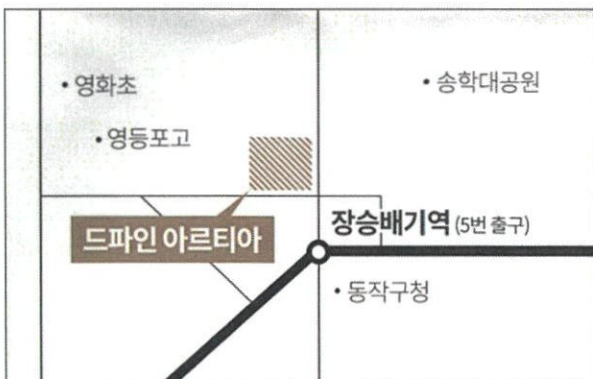 • 영화초
• 송학대공원
• 영등포고
드파인 아르티아
장승배기역 (5번 출구)
• 동작구청